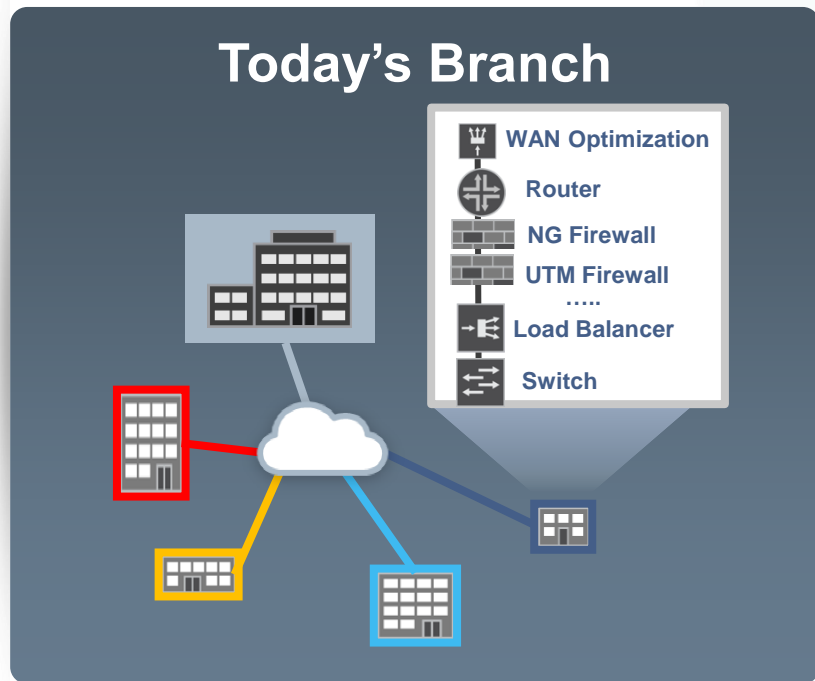 Today’s Branch
WAN Optimization
Router
NG Firewall
UTM Firewall
.....
Load Balancer
Switch